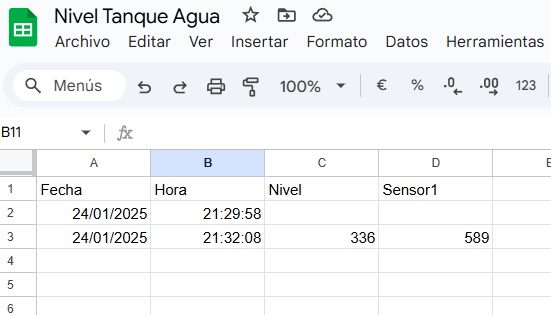 Nivel Tanque Agua
Archivo Editar Ver Insertar Formato Datos Herramientas
Menús 100% € % .0 .00 123
B11 fx
A B C D E
1 Fecha Hora Nivel Sensor1
2 24/01/2025 21:29:58
3 24/01/2025 21:32:08 336 589
4
5
6